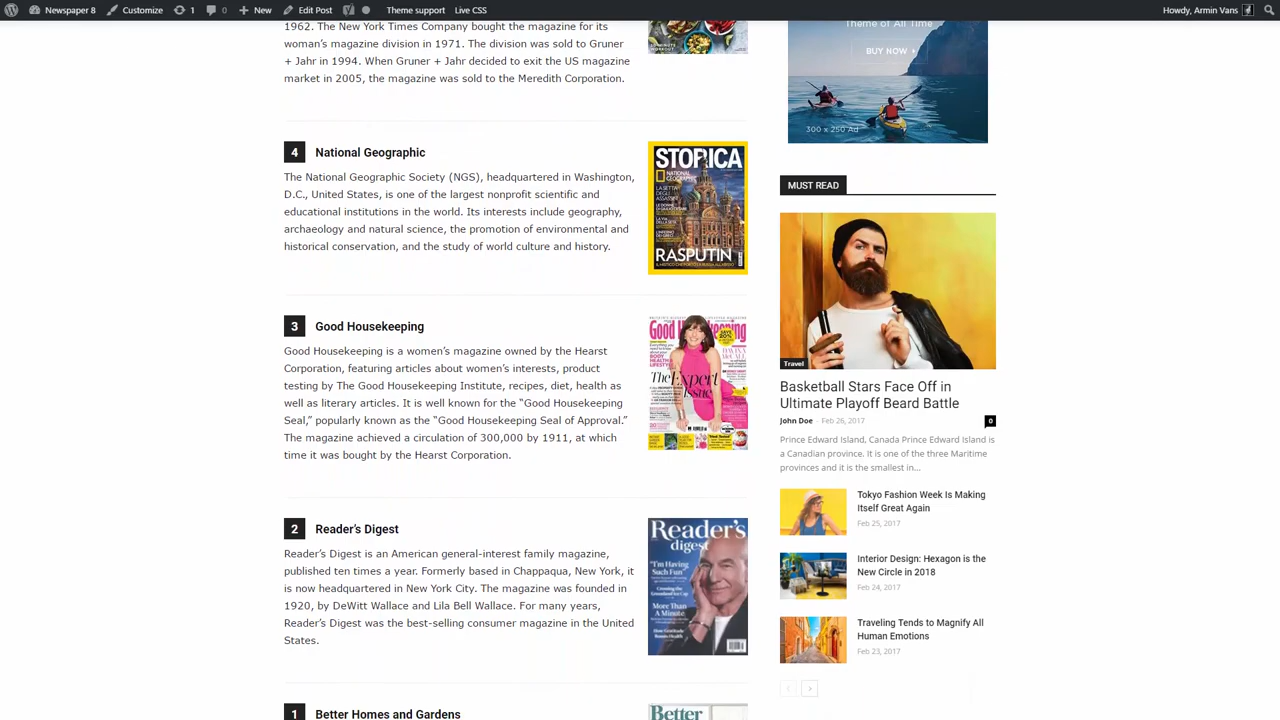 Newspaper 8 Customize 1 0 New Edit Post Theme support Live CSS Howdy, Armin Vans
1962. The New York Times Company bought the magazine for its
woman's magazine division in 1971. The division was sold to Gruner
+ Jahr in 1994. When Gruner + Jahr decided to exit the US magazine
market in 2005, the magazine was sold to the Meredith Corporation.
4 National Geographic
The National Geographic Society (NGS), headquartered in Washington,
D.C., United States, is one of the largest nonprofit scientific and
educational institutions in the world. Its interests include geography,
archaeology and natural science, the promotion of environmental and
historical conservation, and the study of world culture and history.
STORICA
NATIONAL
GEOGRAPHIC
LA SETTA
DEGLI
ASSASSINI
RASPUTIN
3 Good Housekeeping
Good Housekeeping is a women's magazine owned by the Hearst
Corporation, featuring articles about women's interests, product
testing by The Good Housekeeping Institute, recipes, diet, health as
well as literary articles. It is well known for the “Good Housekeeping
Seal,” popularly known as the “Good Housekeeping Seal of Approval.”
The magazine achieved a circulation of 300,000 by 1911, at which
time it was bought by the Hearst Corporation.
Good Housekeeping
The Expert
Issue
2 Reader’s Digest
Reader’s Digest is an American general-interest family magazine,
published ten times a year. Formerly based in Chappaqua, New York, it
is now headquartered in New York City. The magazine was founded in
1920, by DeWitt Wallace and Lila Bell Wallace. For many years,
Reader’s Digest was the best-selling consumer magazine in the United
States.
Reader's
digest
"I'm Having
Such Fun"
More Than
A Minute
1 Better Homes and Gardens
Better
Theme of All Time
BUY NOW
300 x 250 Ad
MUST READ
Travel
Basketball Stars Face Off in
Ultimate Playoff Beard Battle
John Doe - Feb 26, 2017 0
Prince Edward Island, Canada Prince Edward Island is
a Canadian province. It is one of the three Maritime
provinces and it is the smallest in...
Tokyo Fashion Week Is Making
Itself Great Again
Feb 25, 2017
Interior Design: Hexagon is the
New Circle in 2018
Feb 24, 2017
Traveling Tends to Magnify All
Human Emotions
Feb 23, 2017